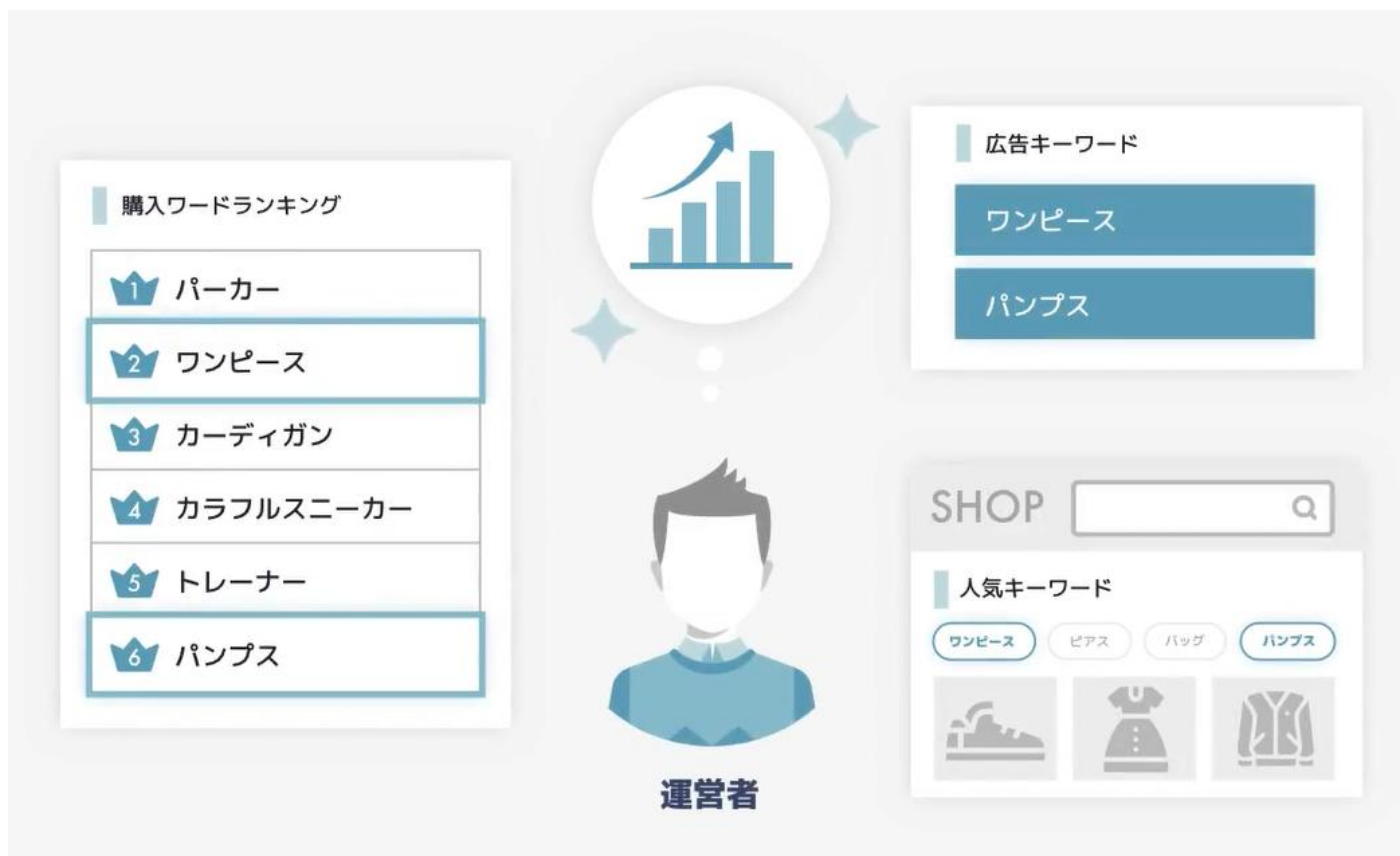 購入ワードランキング
1 パーカー
2 ワンピース
3 カーディガン
4 カラフルスニーカー
5 トレーナー
6 パンプス
運営者
広告キーワード
ワンピース
パンプス
SHOP
人気キーワード
ワンピース ピアス バッグ パンプス